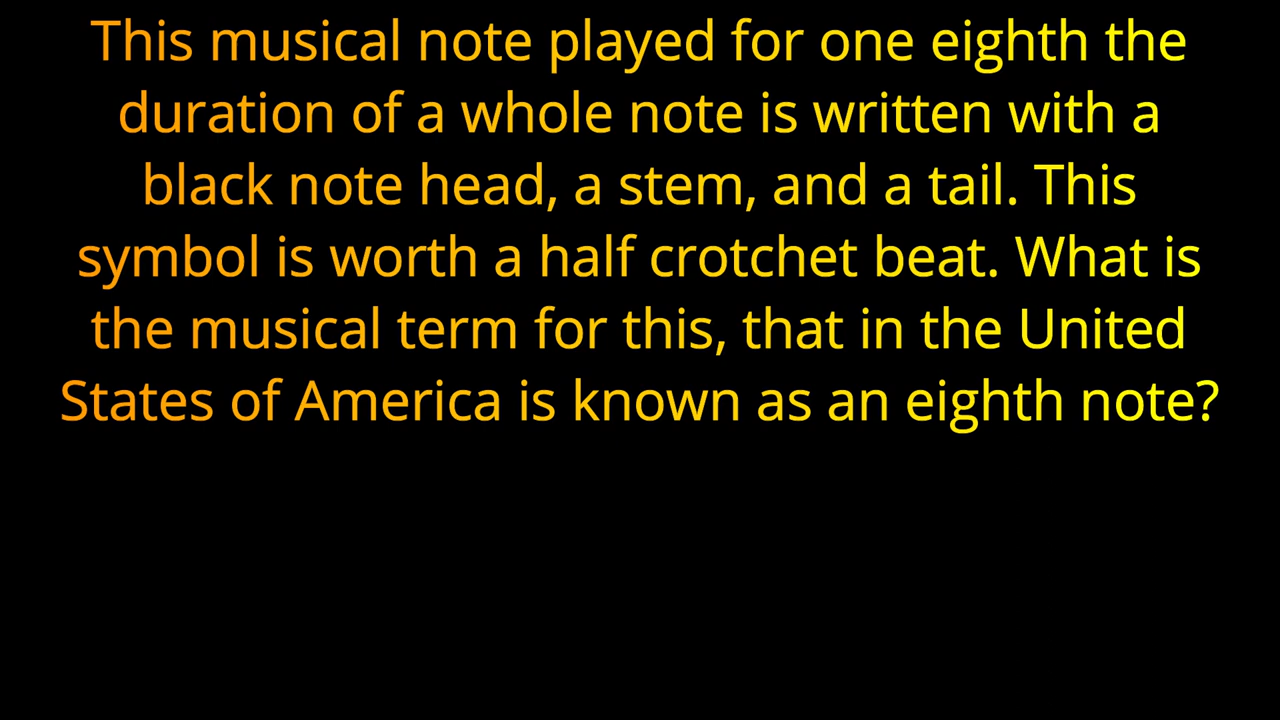 This musical note played for one eighth the
duration of a whole note is written with a
black note head, a stem, and a tail. This
symbol is worth a half crotchet beat. What is
the musical term for this, that in the United
States of America is known as an eighth note?